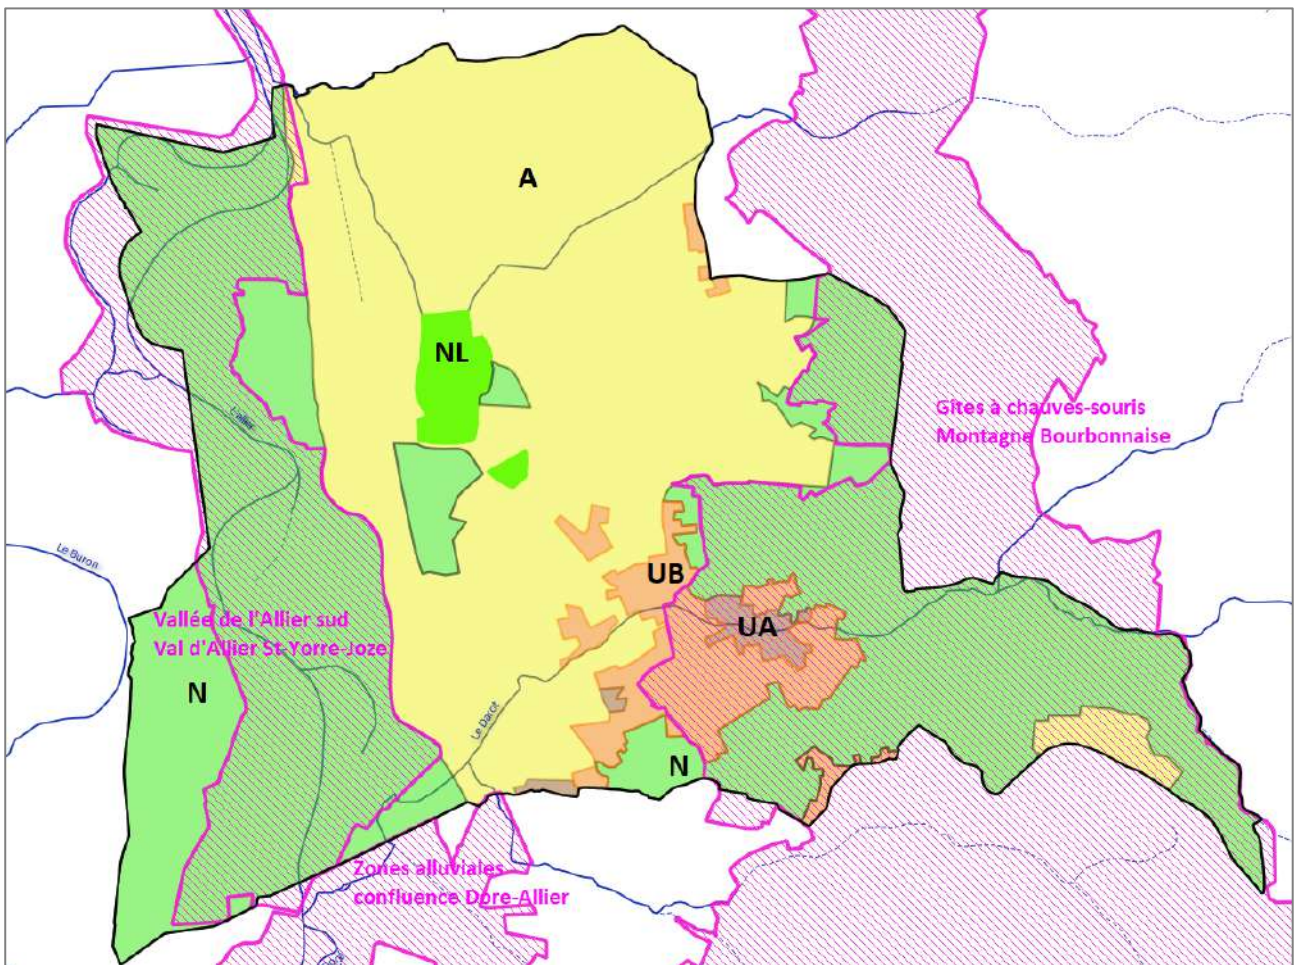 A
NL
L'allier
Gîtes à chauves-souris
Montagne Bourbonnaise
Le Buron
UB
Vallée de l'Allier sud
Val d'Allier St-Yorre-Joze
UA
N
Le Darot
N
Zones alluviales
confluence Dore-Allier